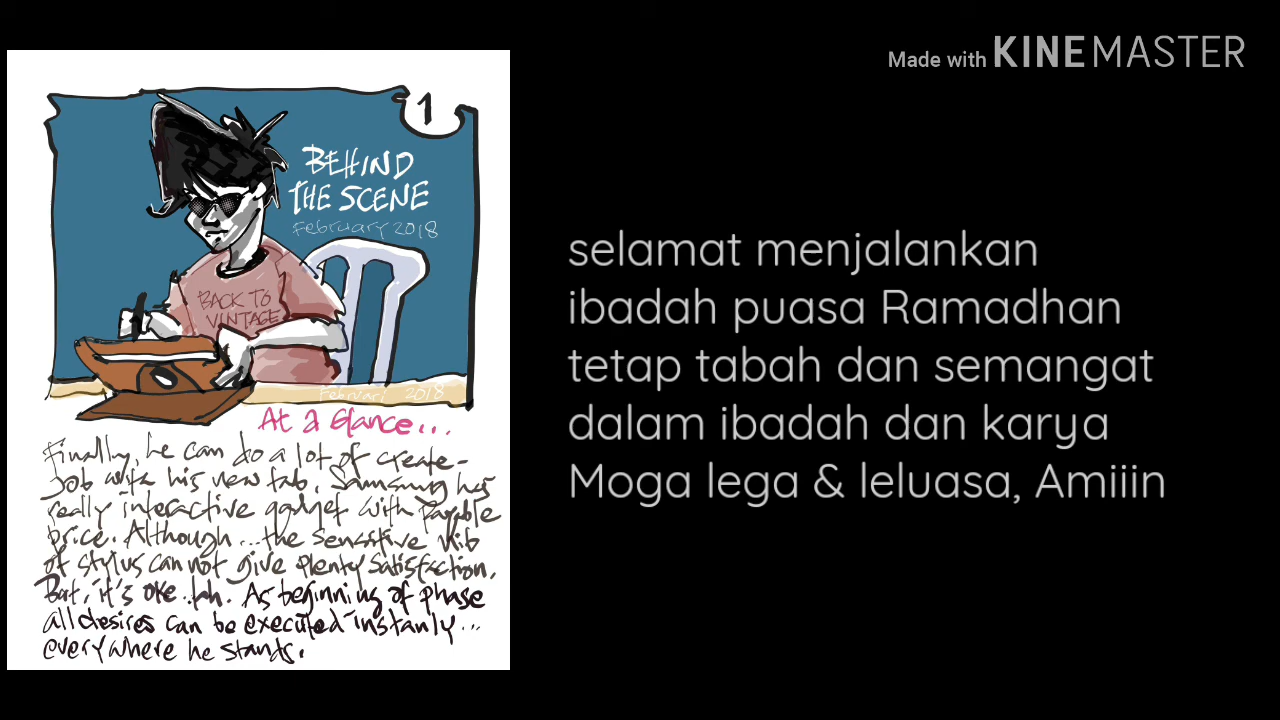 Made with KINEMASTER
1
BEHIND
THE SCENE
February 2018
BACK TO
VINTAGE
Februari 2018
At a Glance...
Finally, he can do a lot of create-
Job with his new tab. Samsung has
really interactive gadget with Payable
price. Although...the sensitive Nib
of stylus can not give plenty satisfaction.
But, it's oke..lah. As beginning of phase
all desires can be executed instanly...
everywhere he stands.
selamat menjalankan
ibadah puasa Ramadhan
tetap tabah dan semangat
dalam ibadah dan karya
Moga lega & leluasa, Amiiin